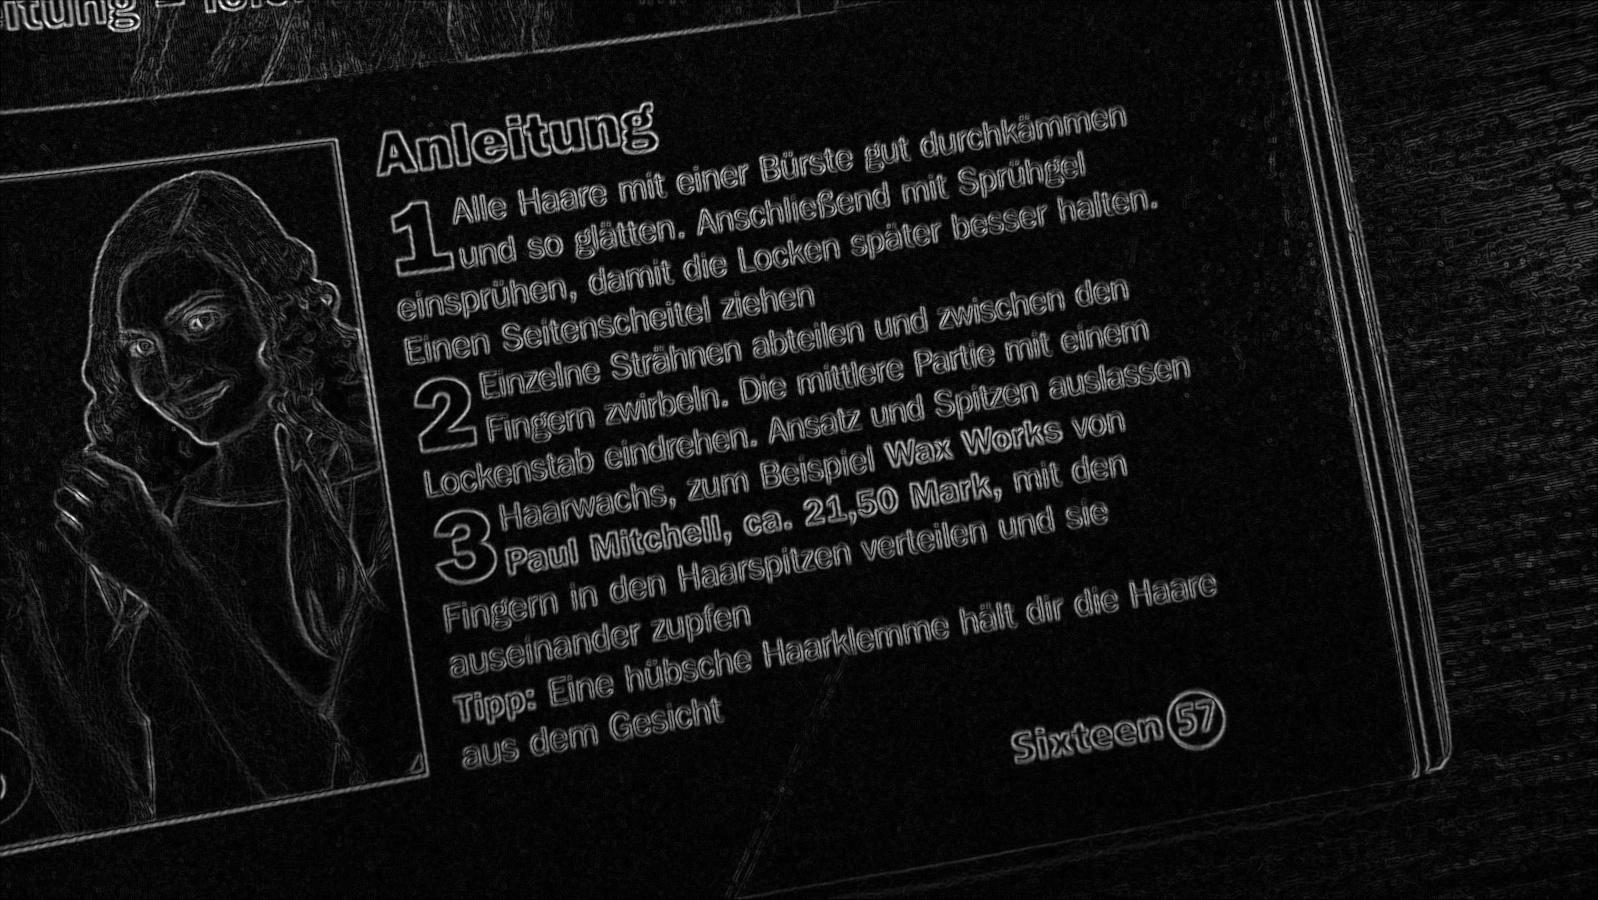 Anleitung
1 Alle Haare mit einer Bürste gut durchkämmen
und so glätten. Anschließend mit Sprühgel
einsprühen, damit die Locken später besser halten.
Einen Seitenscheitel ziehen
2 Einzelne Strähnen abteilen und zwischen den
Fingern zwirbeln. Die mittlere Partie mit einem
Lockenstab eindrehen. Ansatz und Spitzen auslassen
3 Haarwachs, zum Beispiel Wax Works von
Paul Mitchell, ca. 21,50 Mark, mit den
Fingern in den Haarspitzen verteilen und sie
auseinander zupfen
Tipp: Eine hübsche Haarklemme hält dir die Haare
aus dem Gesicht
Sixteen 57